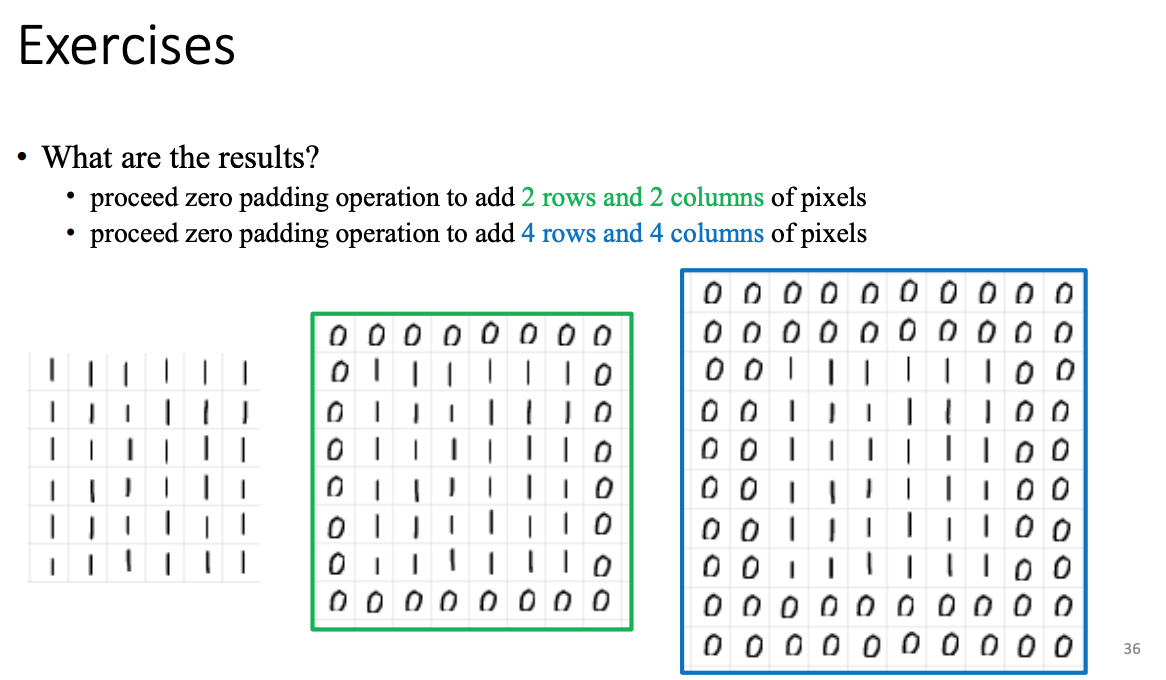 Exercises
• What are the results?
• proceed zero padding operation to add 2 rows and 2 columns of pixels
• proceed zero padding operation to add 4 rows and 4 columns of pixels
1 1 1 1 1 1
1 1 1 1 1 1
1 1 1 1 1 1
1 1 1 1 1 1
1 1 1 1 1 1
1 1 1 1 1 1
0 0 0 0 0 0 0 0
0 1 1 1 1 1 1 0
0 1 1 1 1 1 1 0
0 1 1 1 1 1 1 0
0 1 1 1 1 1 1 0
0 1 1 1 1 1 1 0
0 1 1 1 1 1 1 0
0 0 0 0 0 0 0 0
0 0 0 0 0 0 0 0 0 0
0 0 0 0 0 0 0 0 0 0
0 0 1 1 1 1 1 1 0 0
0 0 1 1 1 1 1 1 0 0
0 0 1 1 1 1 1 1 0 0
0 0 1 1 1 1 1 1 0 0
0 0 1 1 1 1 1 1 0 0
0 0 1 1 1 1 1 1 0 0
0 0 0 0 0 0 0 0 0 0
0 0 0 0 0 0 0 0 0 0
36